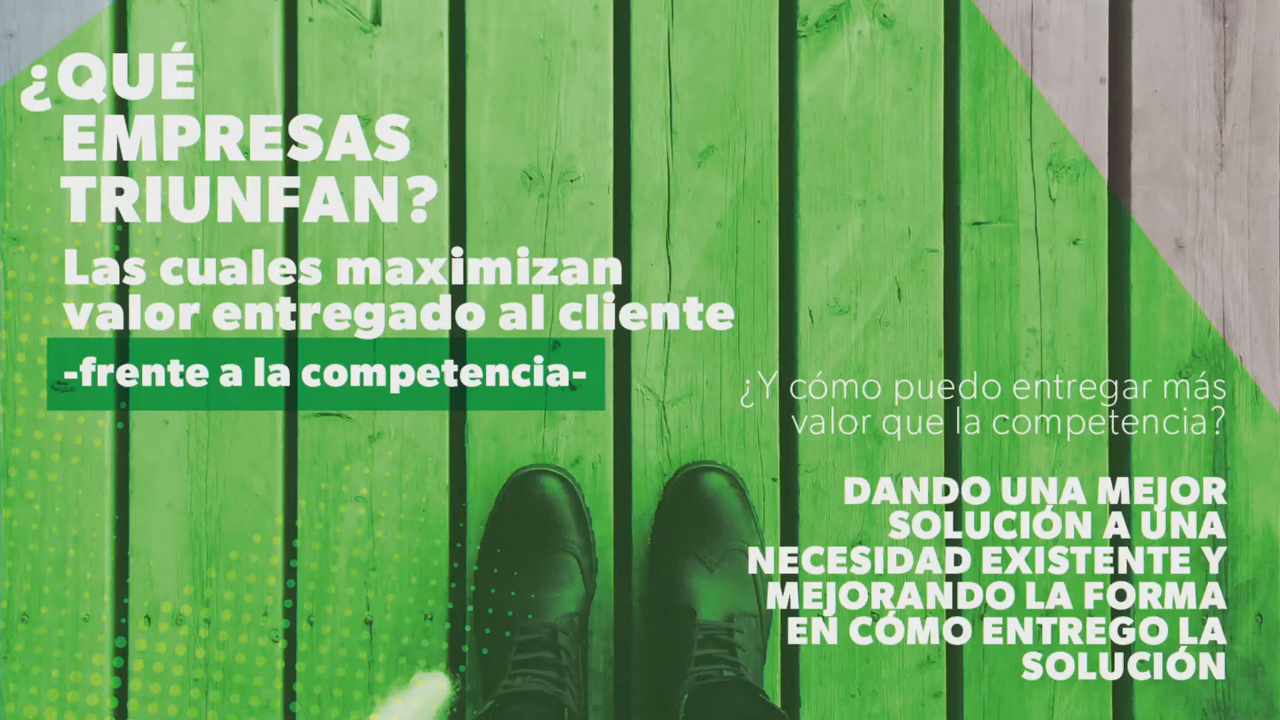 ¿QUÉ
EMPRESAS
TRIUNFAN?
Las cuales maximizan
valor entregado al cliente
-frente a la competencia-
¿Y cómo puedo entregar más
valor que la competencia?
DANDO UNA MEJOR
SOLUCIÓN A UNA
NECESIDAD EXISTENTE Y
MEJORANDO LA FORMA
EN CÓMO ENTREGO LA
SOLUCIÓN